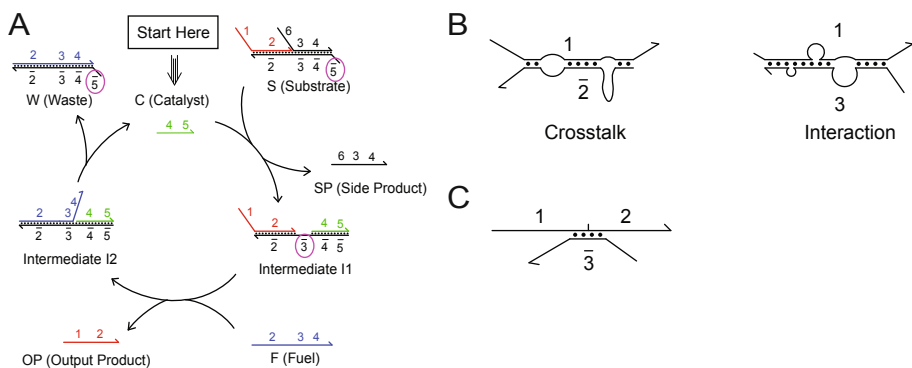 A
Start Here
2 3 4
2̅ 3̅ 4̅ 5̅
W (Waste)
C (Catalyst)
4 5
1 2 6 3 4
2̅ 3̅ 4̅ 5̅
S (Substrate)
6 3 4
SP (Side Product)
2 3 4 4 5
2̅ 3̅ 4̅ 5̅
Intermediate I2
1 2 4 5
2̅ 3̅ 4̅ 5̅
Intermediate I1
1 2
OP (Output Product)
2 3 4
F (Fuel)
B
1
2̅
Crosstalk
1
3
Interaction
C
1 2
3̅